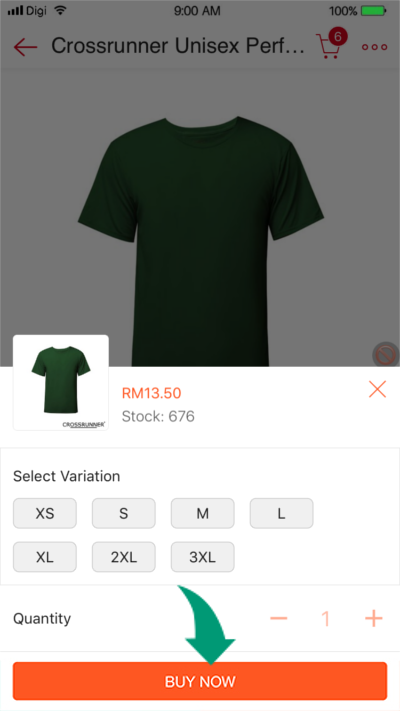 Digi 9:00 AM 100%
Crossrunner Unisex Perf... 6
CROSSRUNNER
RM13.50
Stock: 676
Select Variation
XS S M L
XL 2XL 3XL
Quantity 1
BUY NOW